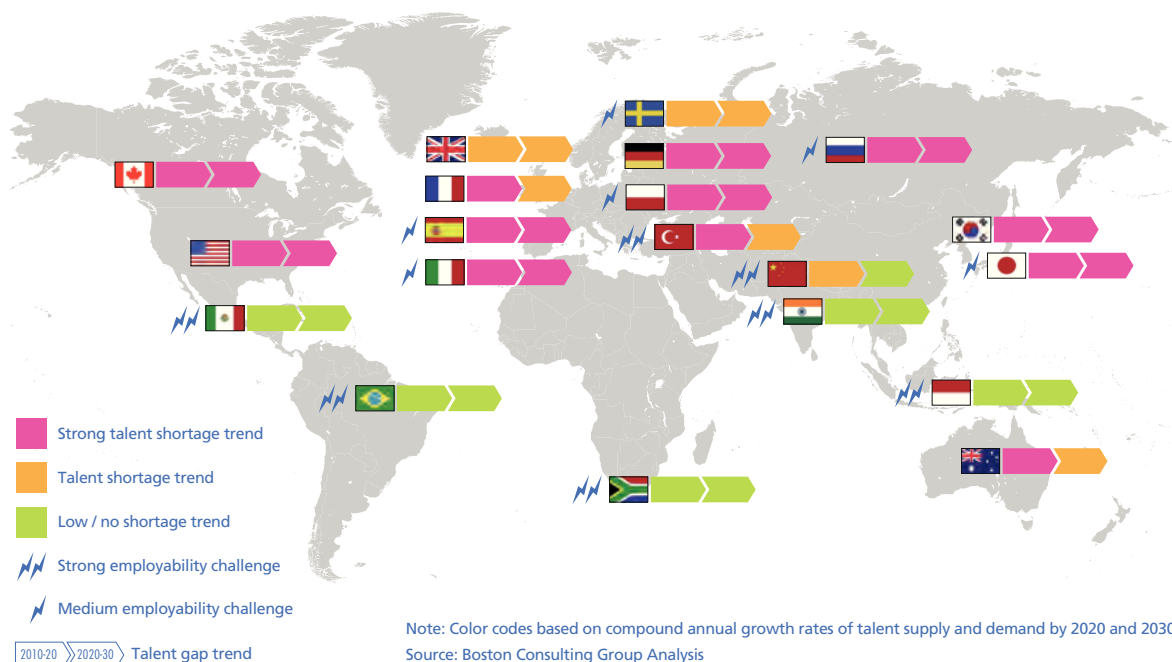 Strong talent shortage trend
Talent shortage trend
Low / no shortage trend
Strong employability challenge
Medium employability challenge
2010-20 2020-30 Talent gap trend
Note: Color codes based on compound annual growth rates of talent supply and demand by 2020 and 2030
Source: Boston Consulting Group Analysis